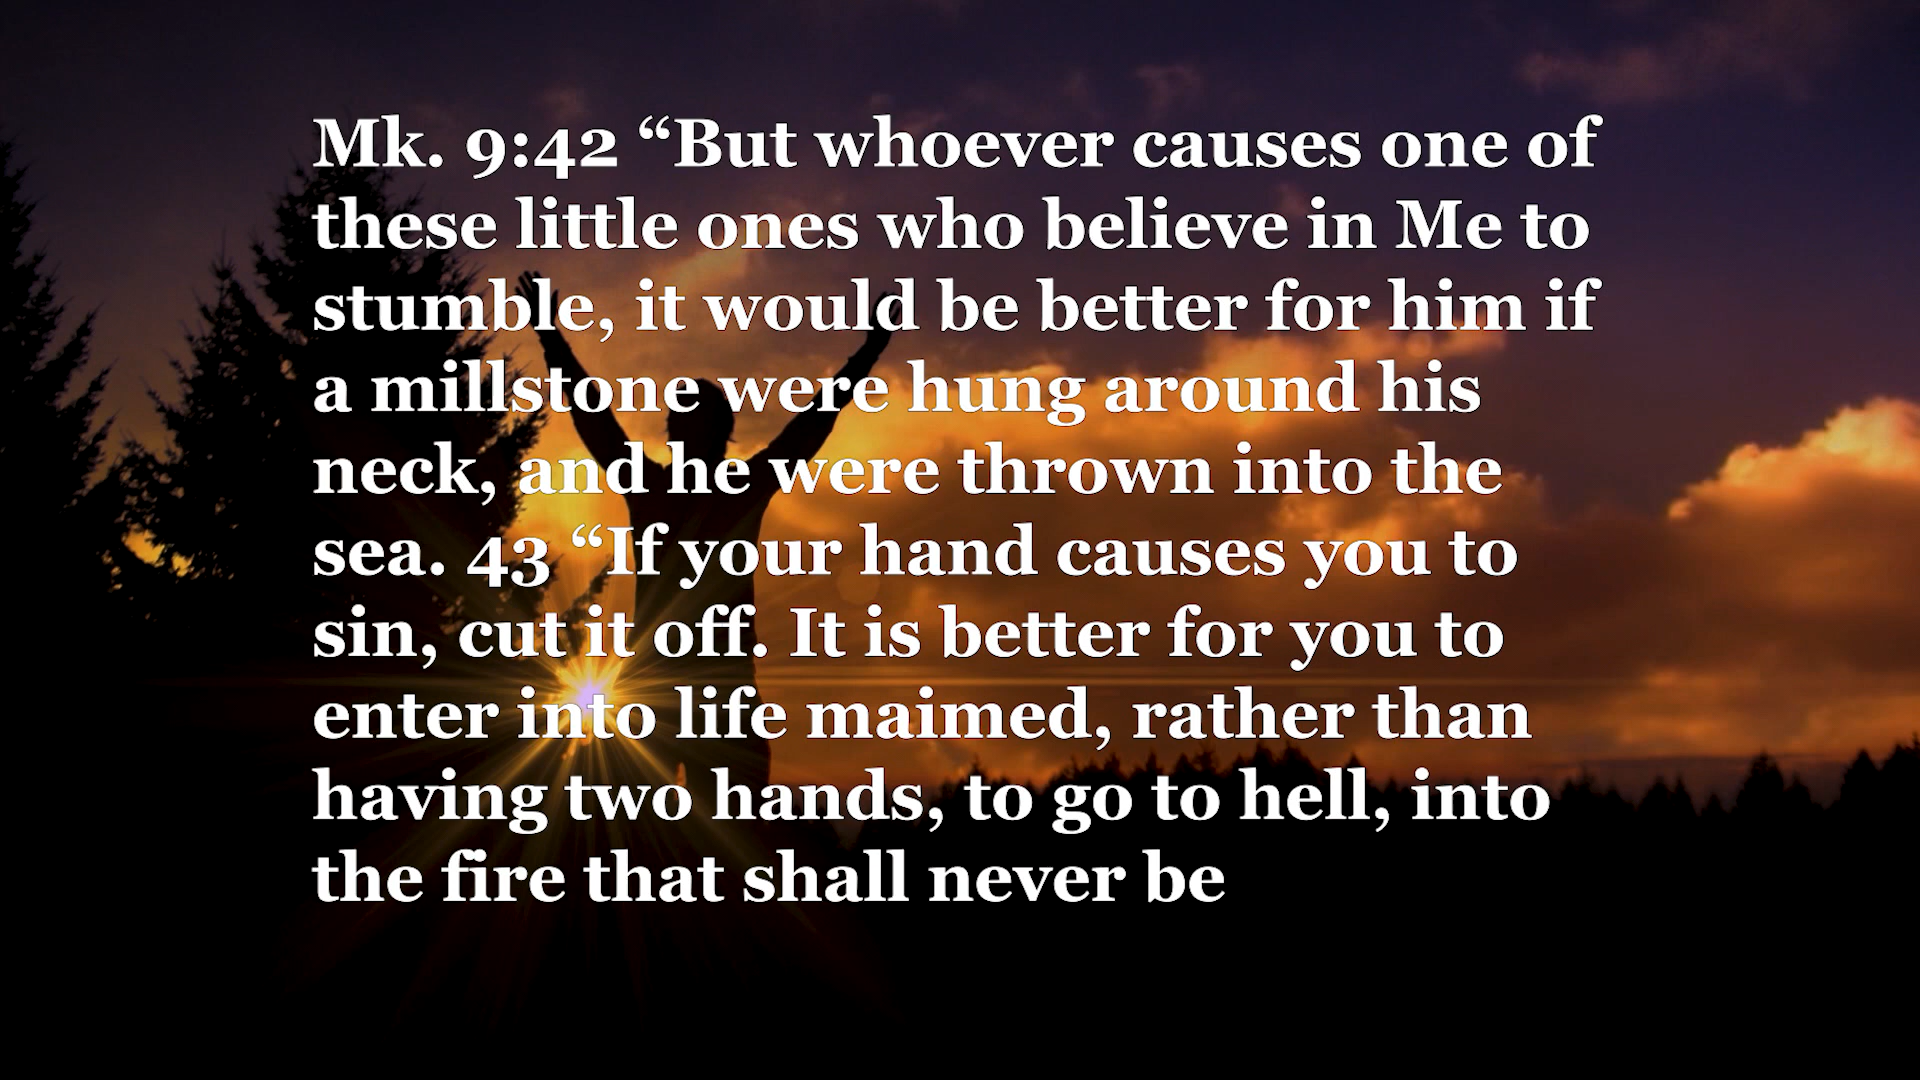 Mk. 9:42 “But whoever causes one of
these little ones who believe in Me to
stumble, it would be better for him if
a millstone were hung around his
neck, and he were thrown into the
sea. 43 “If your hand causes you to
sin, cut it off. It is better for you to
enter into life maimed, rather than
having two hands, to go to hell, into
the fire that shall never be